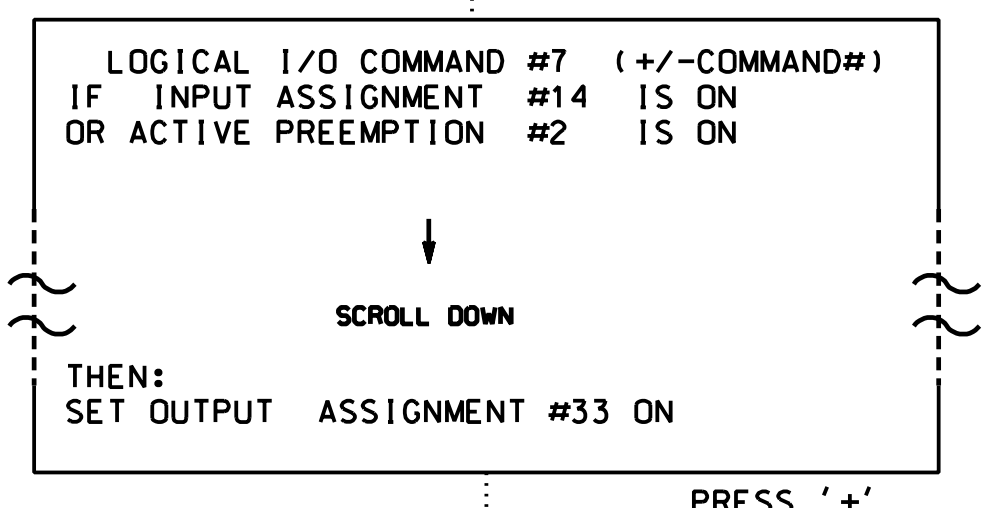 LOGICAL I/O COMMAND #7 (+/-COMMAND#)
IF INPUT ASSIGNMENT #14 IS ON
OR ACTIVE PREEMPTION #2 IS ON
SCROLL DOWN
THEN:
SET OUTPUT ASSIGNMENT #33 ON
PRESS '+'